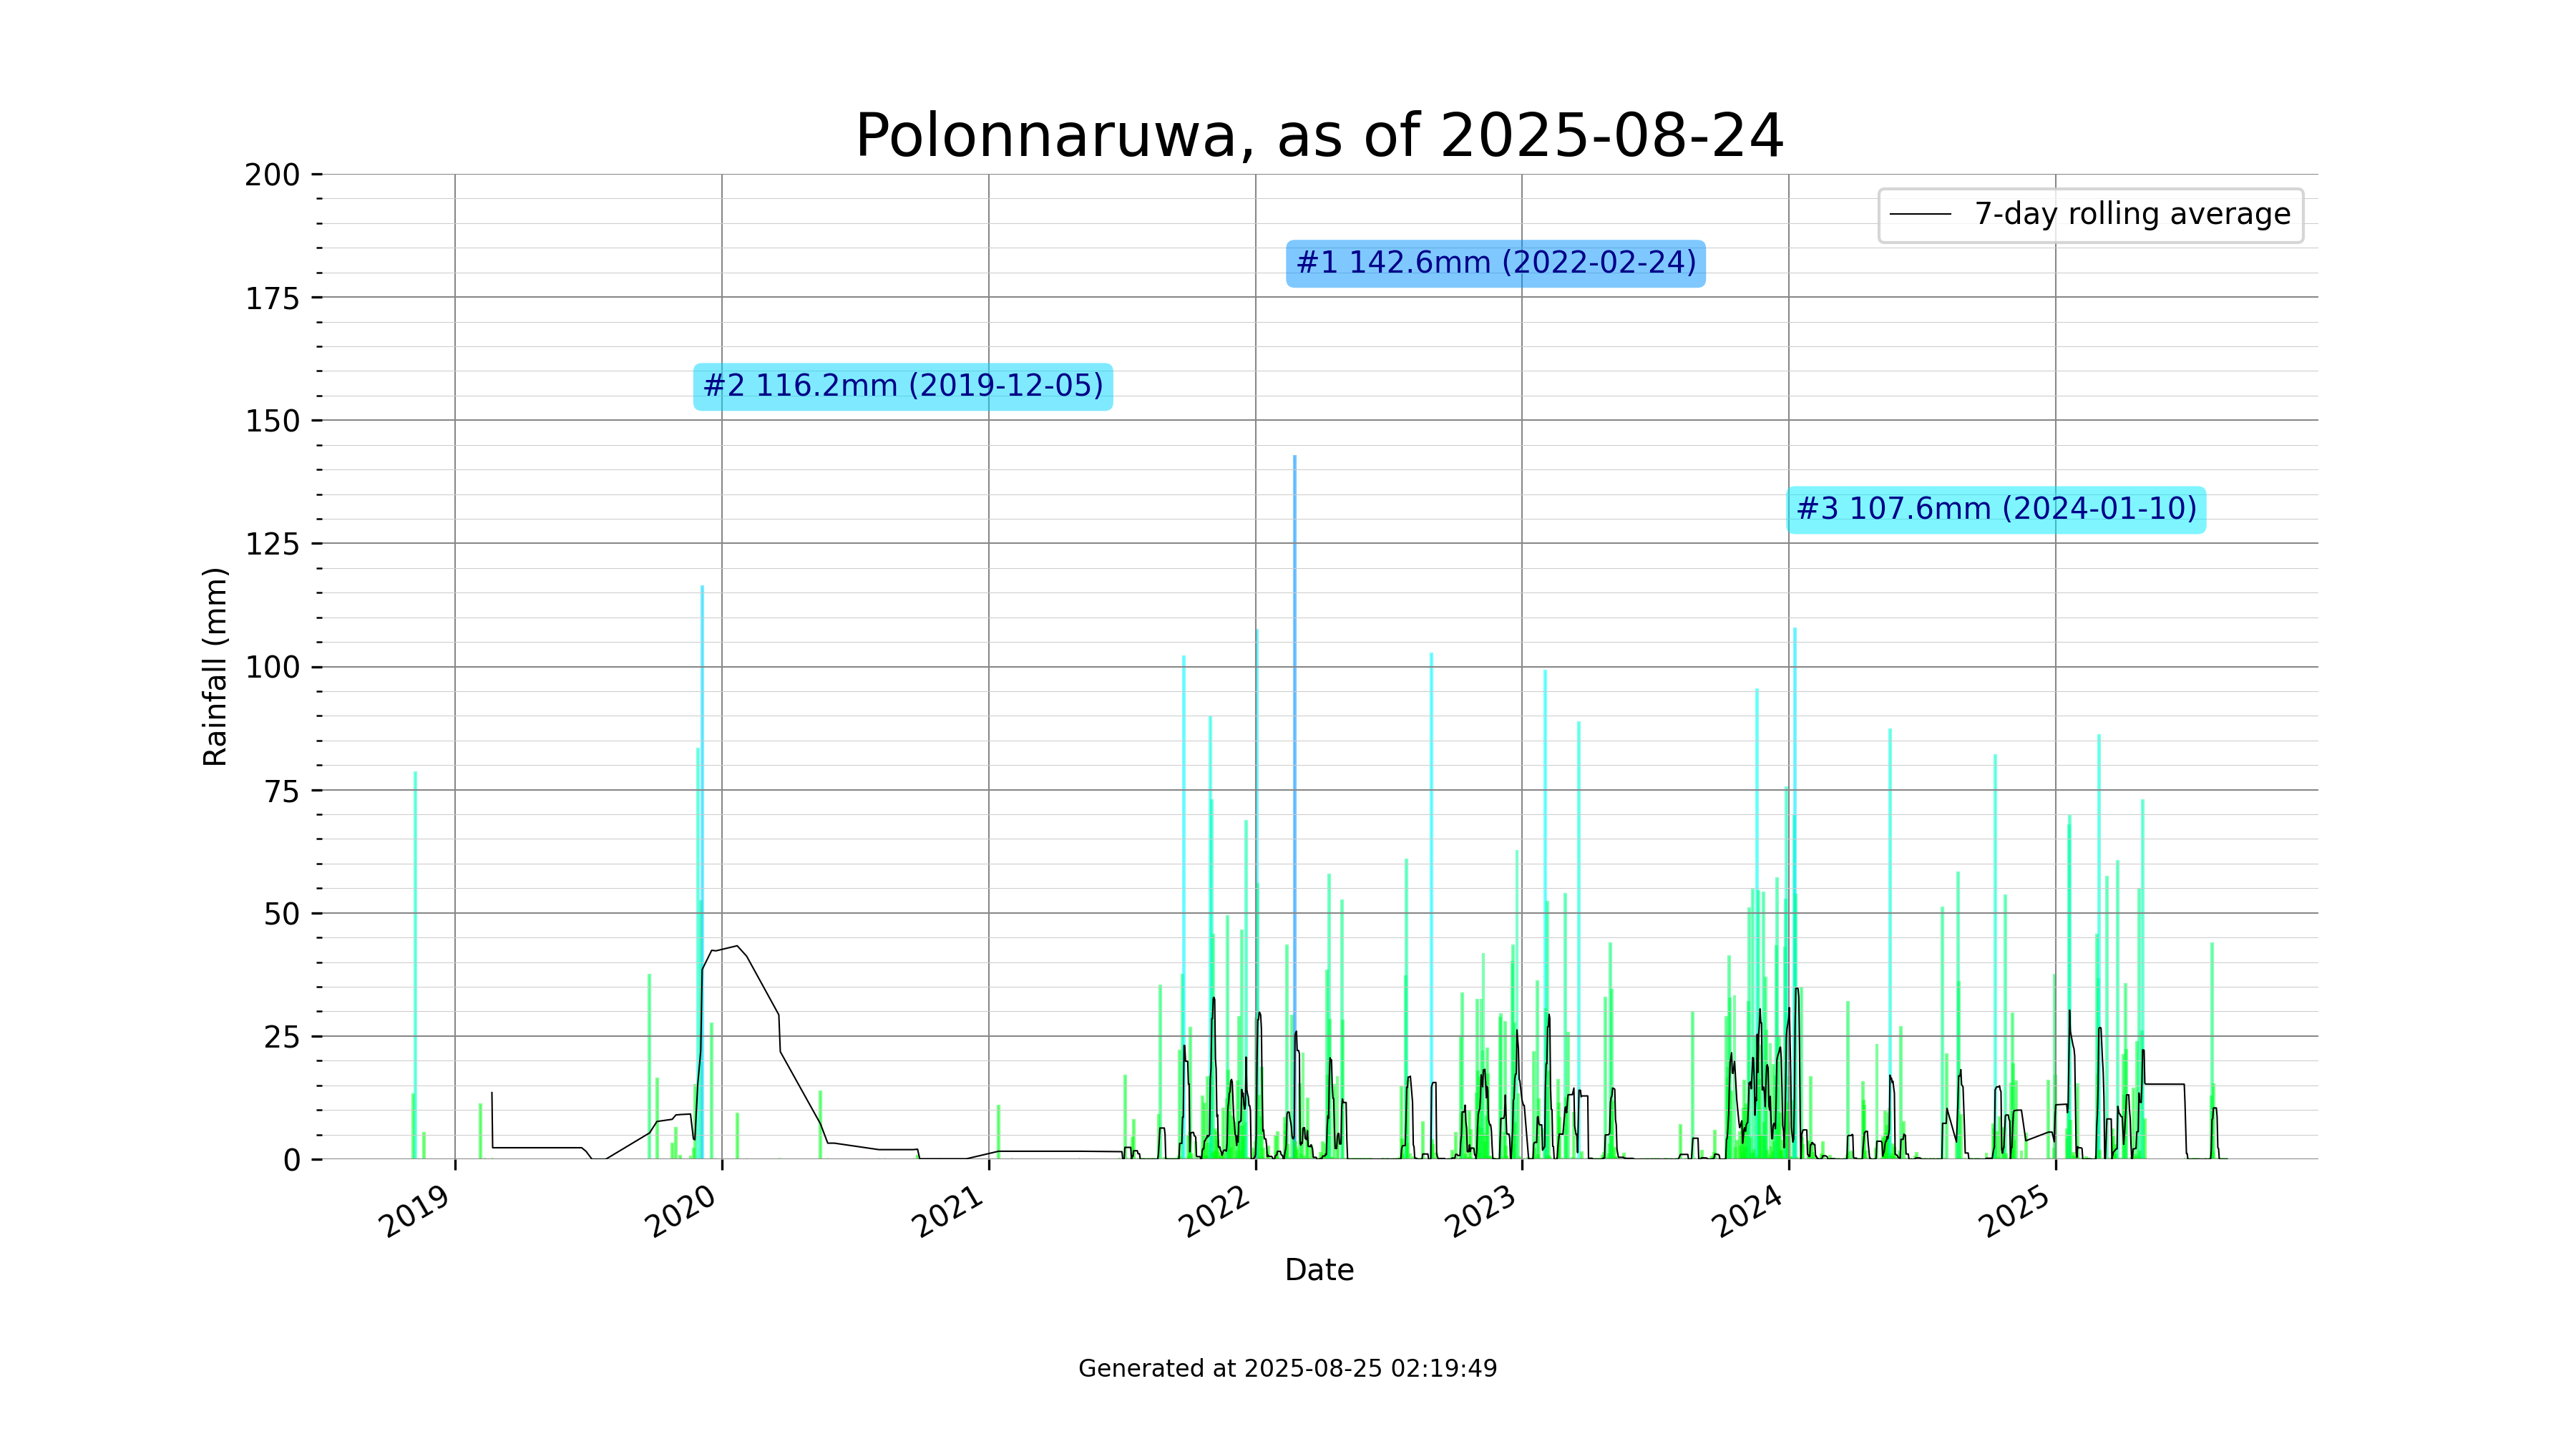 Polonnaruwa, as of 2025-08-24
200
175
150
125
100
75
50
25
0
Rainfall (mm)
7-day rolling average
#1 142.6mm (2022-02-24)
#2 116.2mm (2019-12-05)
#3 107.6mm (2024-01-10)
2019
2020
2021
2022
2023
2024
2025
Date
Generated at 2025-08-25 02:19:49